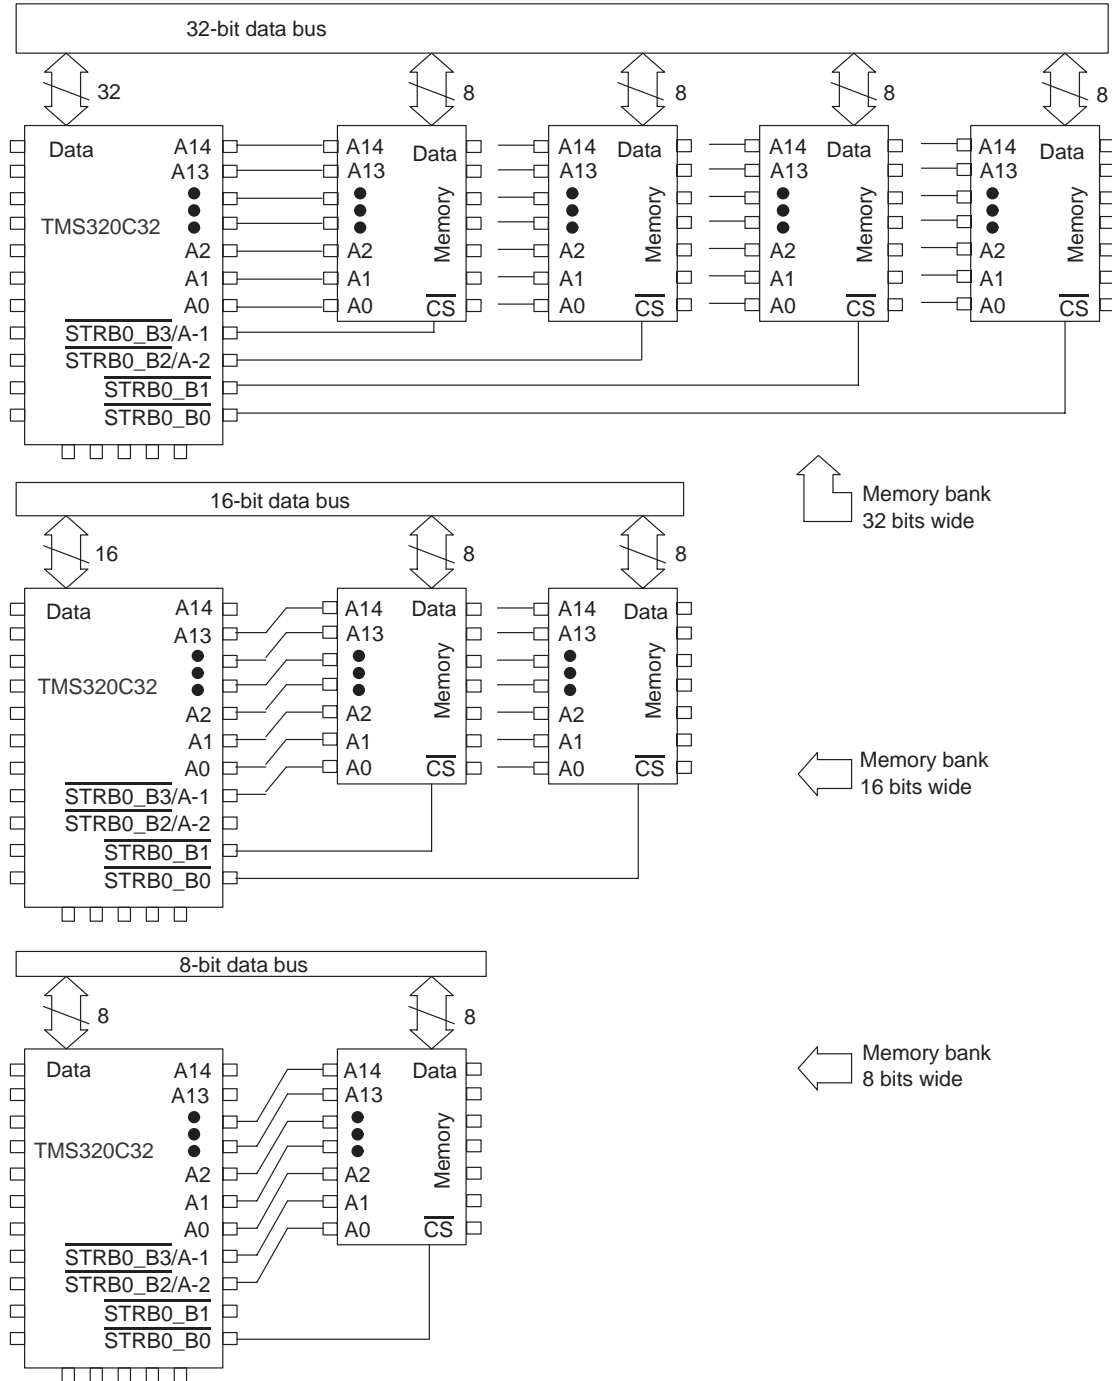 32-bit data bus
32 8 8 8 8
Data A14 A14 Data A14 Data A14 Data A14 Data
A13 A13 A13 A13 A13
TMS320C32 Memory Memory Memory Memory
A2 A2 A2 A2 A2
A1 A1 A1 A1 A1
A0 A0 CS A0 CS A0 CS A0 CS
STRB0_B3/A-1
STRB0_B2/A-2
STRB0_B1
STRB0_B0
Memory bank
32 bits wide
16-bit data bus
16 8 8
Data A14 A14 Data A14 Data
A13 A13 A13
TMS320C32 Memory Memory
A2 A2 A2
A1 A1 A1
A0 A0 CS A0 CS
STRB0_B3/A-1
STRB0_B2/A-2
STRB0_B1
STRB0_B0
Memory bank
16 bits wide
8-bit data bus
8 8
Data A14 A14 Data
A13 A13
TMS320C32 Memory
A2 A2
A1 A1
A0 A0 CS
STRB0_B3/A-1
STRB0_B2/A-2
STRB0_B1
STRB0_B0
Memory bank
8 bits wide